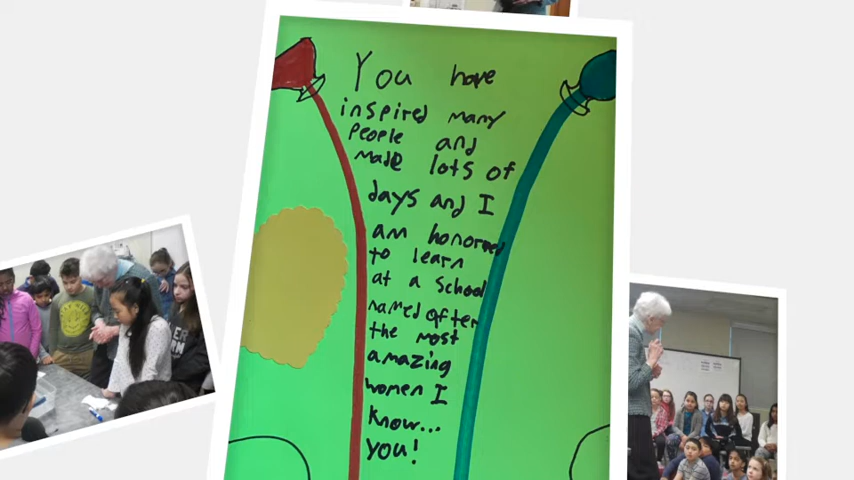 You have
inspired many
people and
made lots of
days and I
am honored
to learn
at a school
named after
the most
amazing
women I
know...
you!